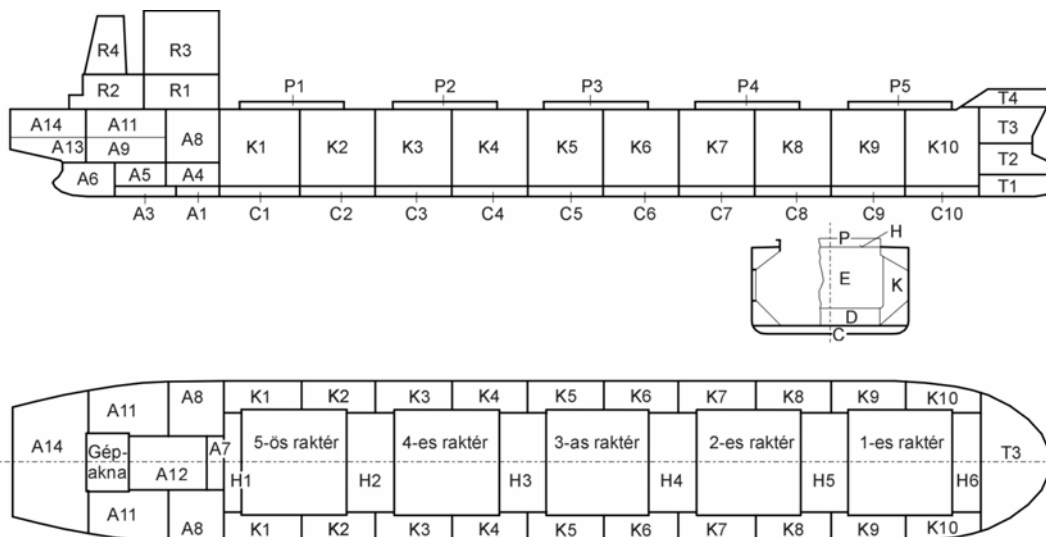 R4 R3
P1 P2 P3 P4 P5
R2 R1
T4
A14 A11 A8 T3
K1 K2 K3 K4 K5 K6 K7 K8 K9 K10
A13 A9
T2
A6 A5 A4
T1
A3 A1 C1 C2 C3 C4 C5 C6 C7 C8 C9 C10
P H
E K
D
C
A11 A8 K1 K2 K3 K4 K5 K6 K7 K8 K9 K10
A14 Gép-
akna A7 5-ös raktér 4-es raktér 3-as raktér 2-es raktér 1-es raktér T3
A12 H1 H2 H3 H4 H5 H6
A11 A8 K1 K2 K3 K4 K5 K6 K7 K8 K9 K10